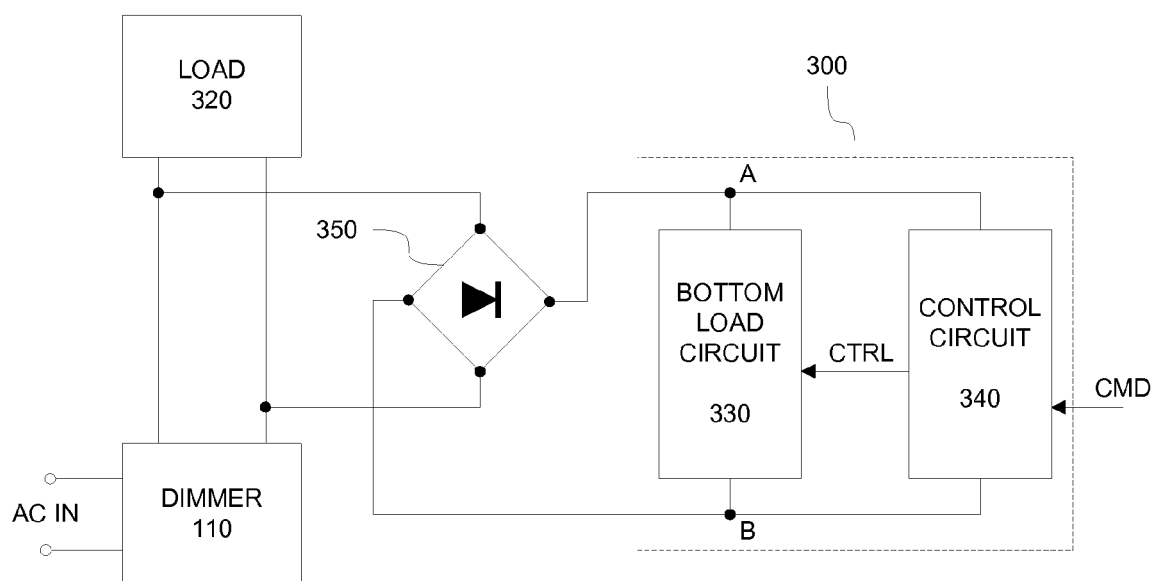 LOAD
320
300
A
350
BOTTOM
LOAD
CIRCUIT
330
CONTROL
CIRCUIT
340
CTRL
CMD
AC IN
DIMMER
110
B